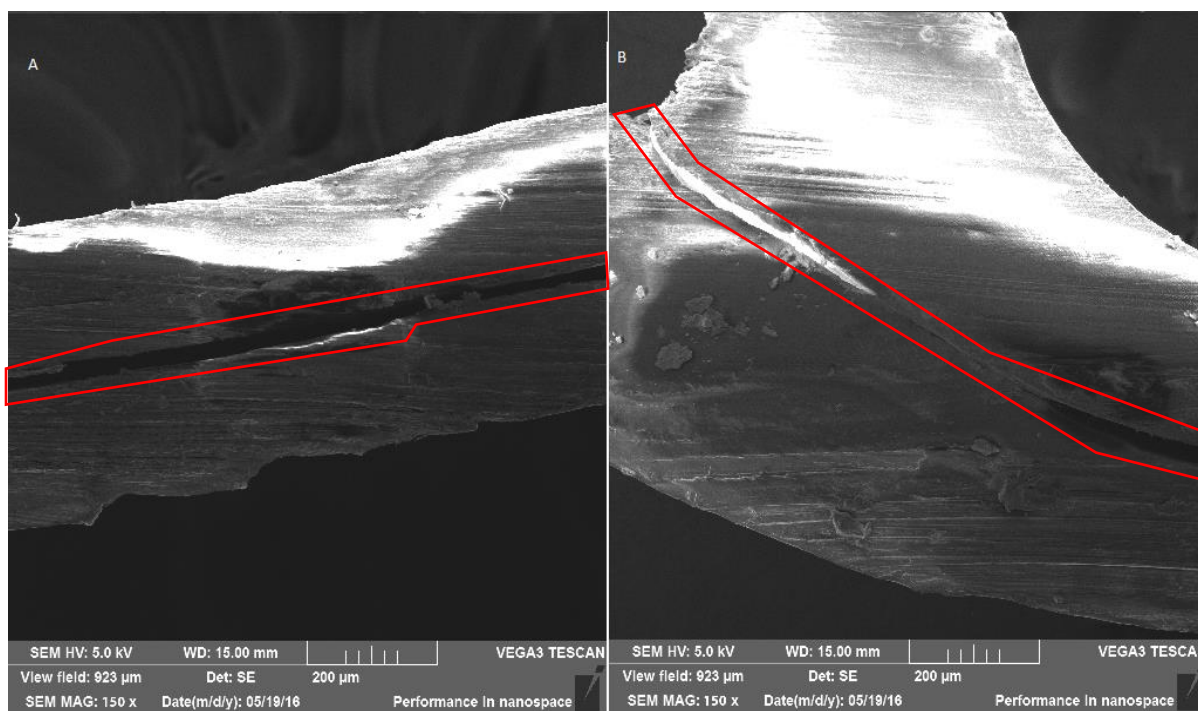 A
SEM HV: 5.0 kV WD: 15.00 mm VEGA3 TESCAN
View field: 923 µm Det: SE 200 µm
SEM MAG: 150 x Date(m/d/y): 05/19/16 Performance in nanospace
B
SEM HV: 5.0 kV WD: 15.00 mm VEGA3 TESCAN
View field: 923 µm Det: SE 200 µm
SEM MAG: 150 x Date(m/d/y): 05/19/16 Performance in nanospace